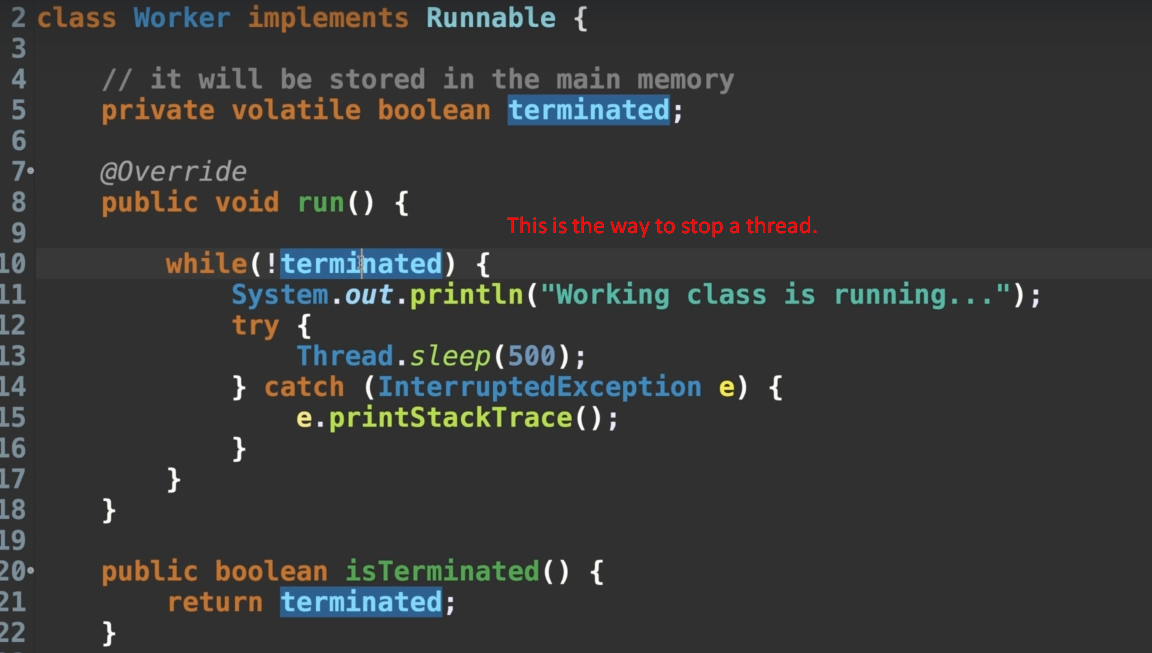 2 class Worker implements Runnable {
3
4 // it will be stored in the main memory
5 private volatile boolean terminated;
6
7 @Override
8 public void run() {
9 This is the way to stop a thread.
10 while(!terminated) {
11 System.out.println("Working class is running...");
12 try {
13 Thread.sleep(500);
14 } catch (InterruptedException e) {
15 e.printStackTrace();
16 }
17 }
18 }
19
20 public boolean isTerminated() {
21 return terminated;
22 }